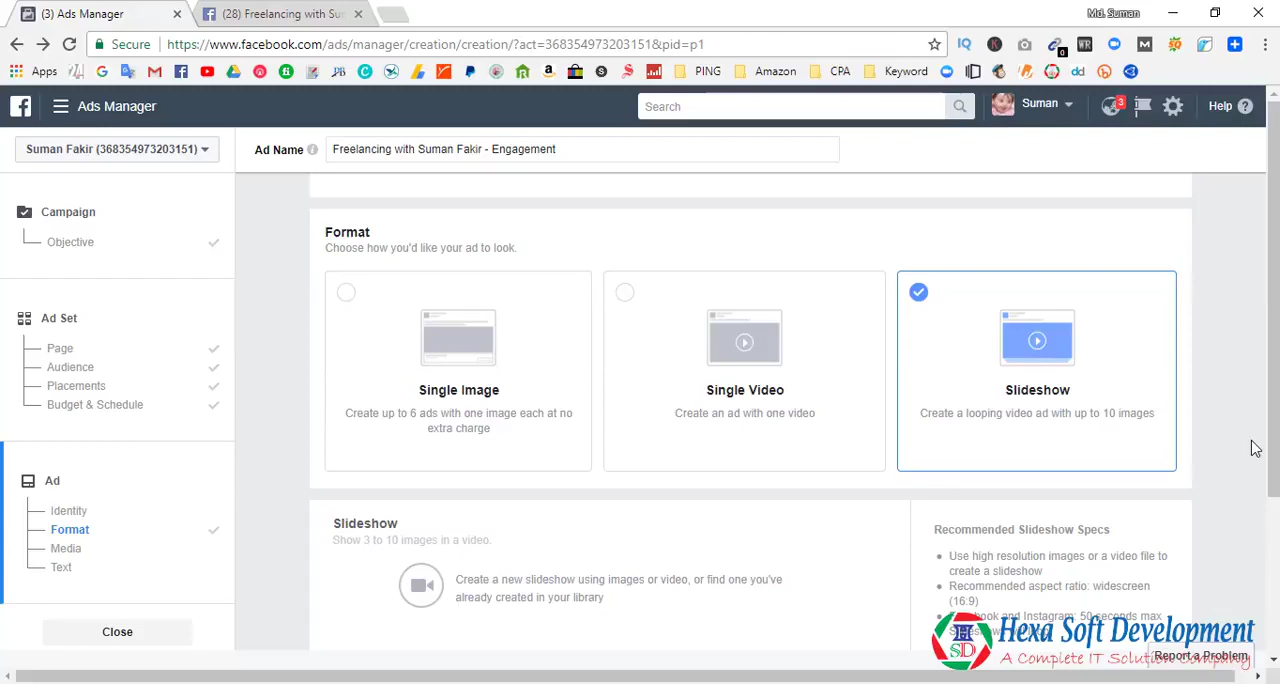 (3) Ads Manager
(28) Freelancing with Sum
Md. Suman
Secure
https://www.facebook.com/ads/manager/creation/creation/?act=368354973203151&pid=p1
Apps
PING
Amazon
CPA
Keyword
Ads Manager
Search
Suman
3
Help
Suman Fakir (368354973203151)
Ad Name
Freelancing with Suman Fakir - Engagement
Campaign
Objective
Ad Set
Page
Audience
Placements
Budget & Schedule
Ad
Identity
Format
Media
Text
Close
Format
Choose how you'd like your ad to look.
Single Image
Create up to 6 ads with one image each at no
extra charge
Single Video
Create an ad with one video
Slideshow
Create a looping video ad with up to 10 images
Slideshow
Show 3 to 10 images in a video.
Create a new slideshow using images or video, or find one you've
already created in your library
Recommended Slideshow Specs
Use high resolution images or a video file to
create a slideshow
Recommended aspect ratio: widescreen
(16:9)
and Instagram: 50 seconds max
Hexa Soft Development
A Complete IT Solution Company
Report a Problem